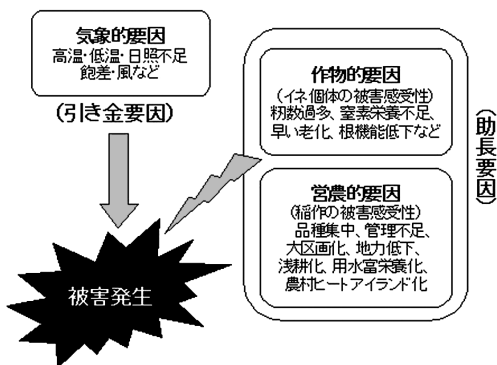 気象的要因
高温・低温・日照不足
飽差・風など
(引き金要因)
被害発生
作物的要因
(イネ個体の被害感受性)
籾数過多、窒素栄養不足、
早い老化、根機能低下など
営農的要因
(稲作の被害感受性)
品種集中、管理不足、
大区画化、地力低下、
浅耕化、用水富栄養化、
農村ヒートアイランド化
(助長要因)